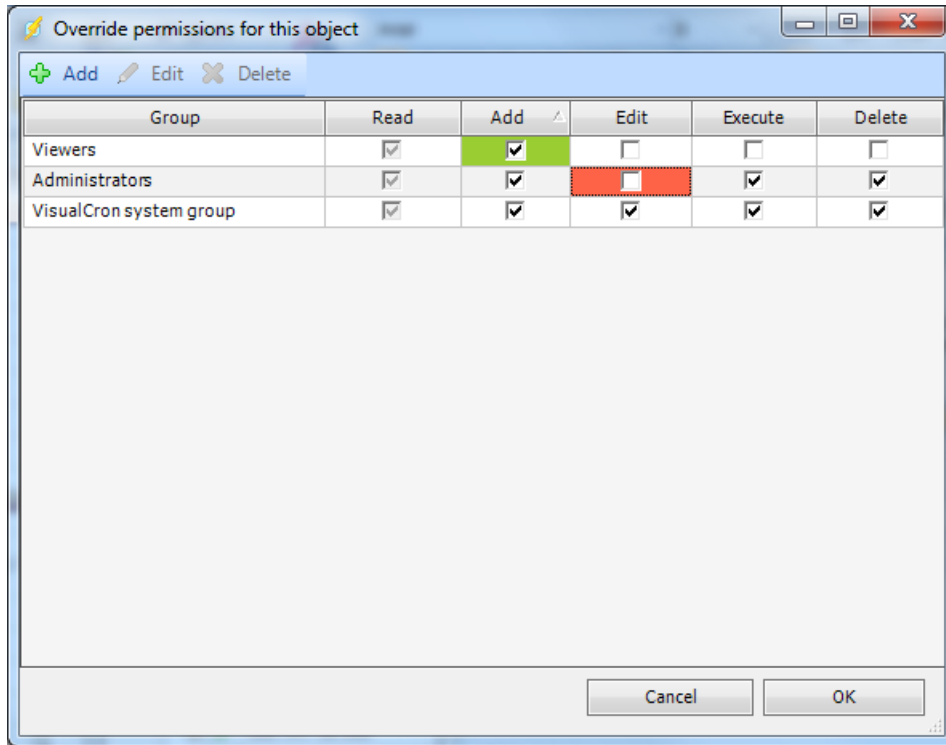 Override permissions for this object
Add Edit Delete
Group Read Add Edit Execute Delete
Viewers
Administrators
VisualCron system group
Cancel OK